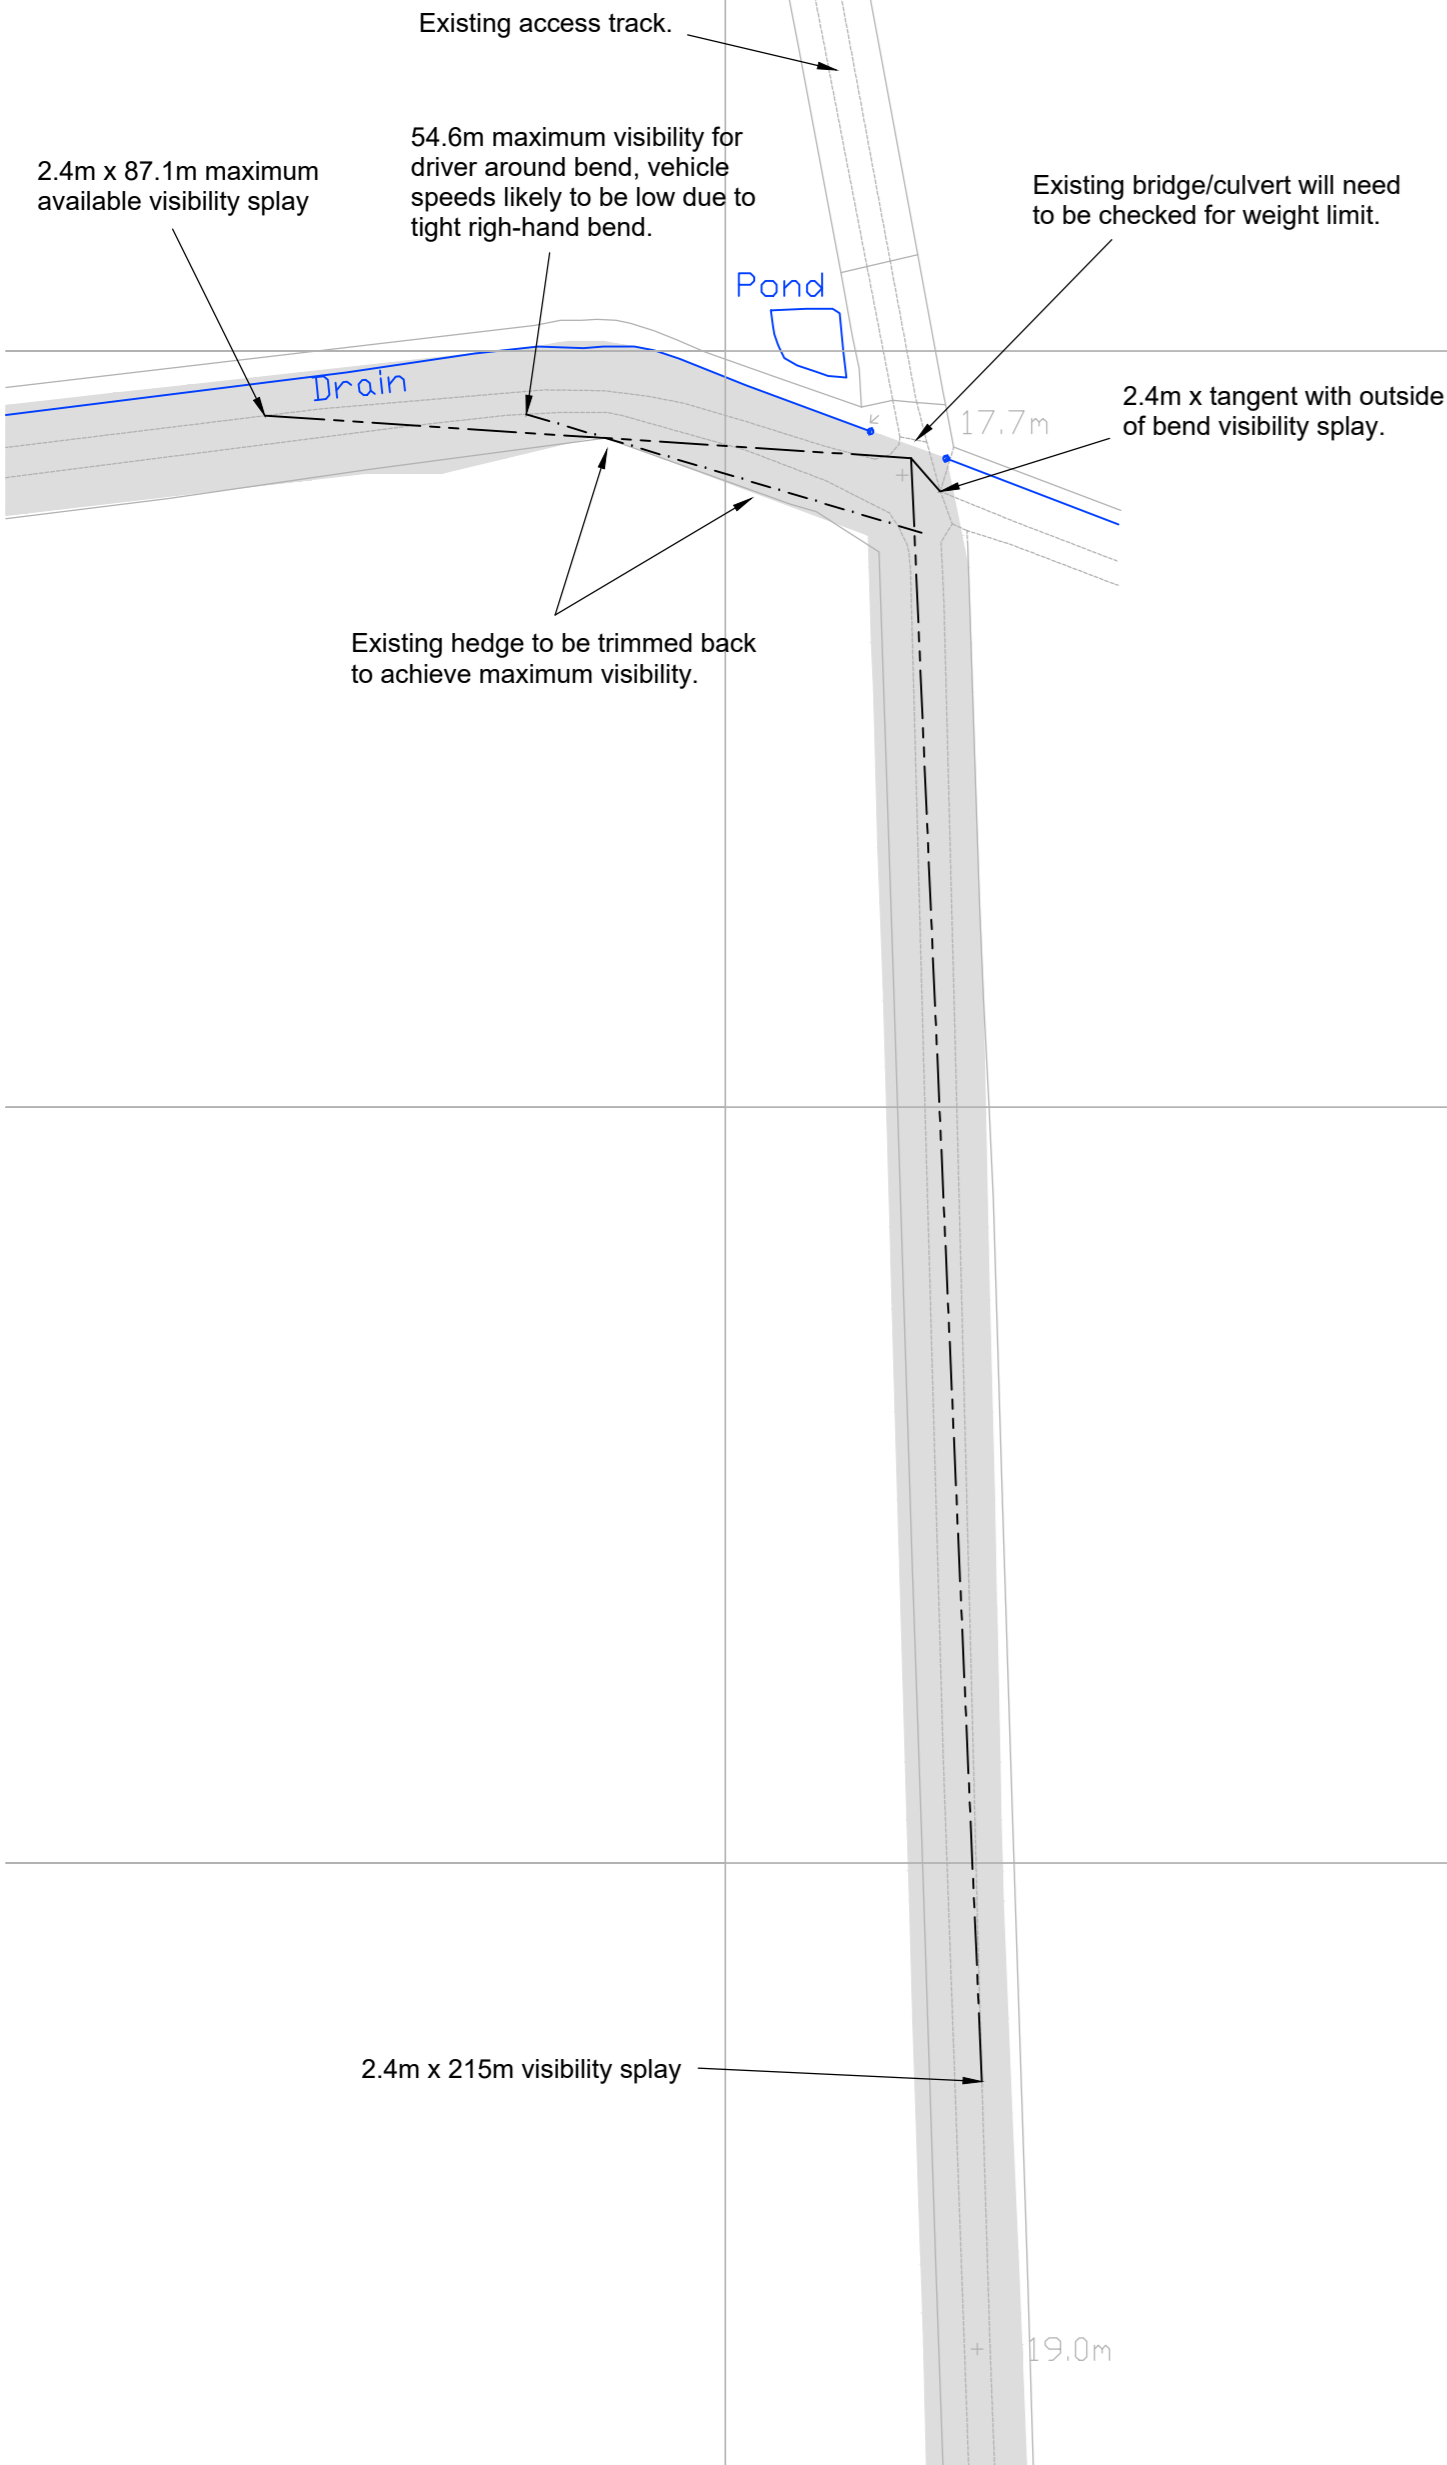 Existing access track.
54.6m maximum visibility for
driver around bend, vehicle
speeds likely to be low due to
tight righ-hand bend.
2.4m x 87.1m maximum
available visibility splay
Existing bridge/culvert will need
to be checked for weight limit.
Pond
Drain
2.4m x tangent with outside
of bend visibility splay.
17.7m
Existing hedge to be trimmed back
to achieve maximum visibility.
2.4m x 215m visibility splay
19.0m